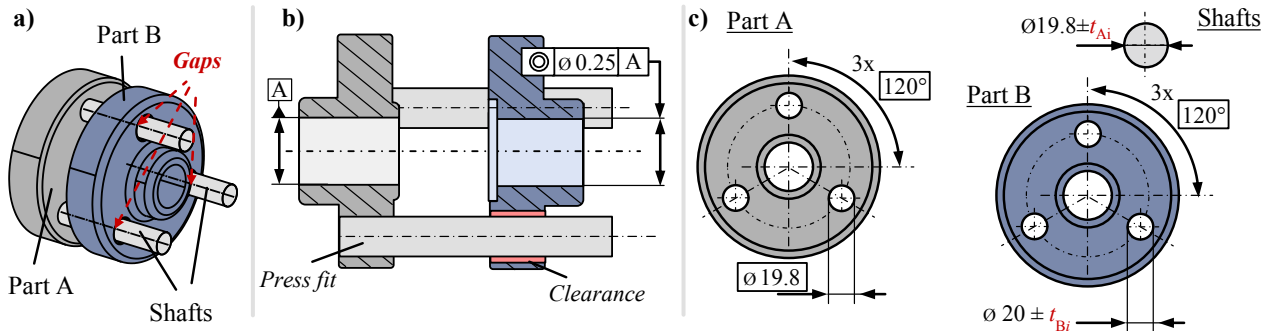 a)
Part B
Gaps
Part A
Shafts
b)
A
⌾ Ø 0.25 A
Press fit
Clearance
c)
Part A
3x
120°
Ø 19.8
Ø19.8±tAi
Shafts
Part B
3x
120°
Ø 20 ± tBi